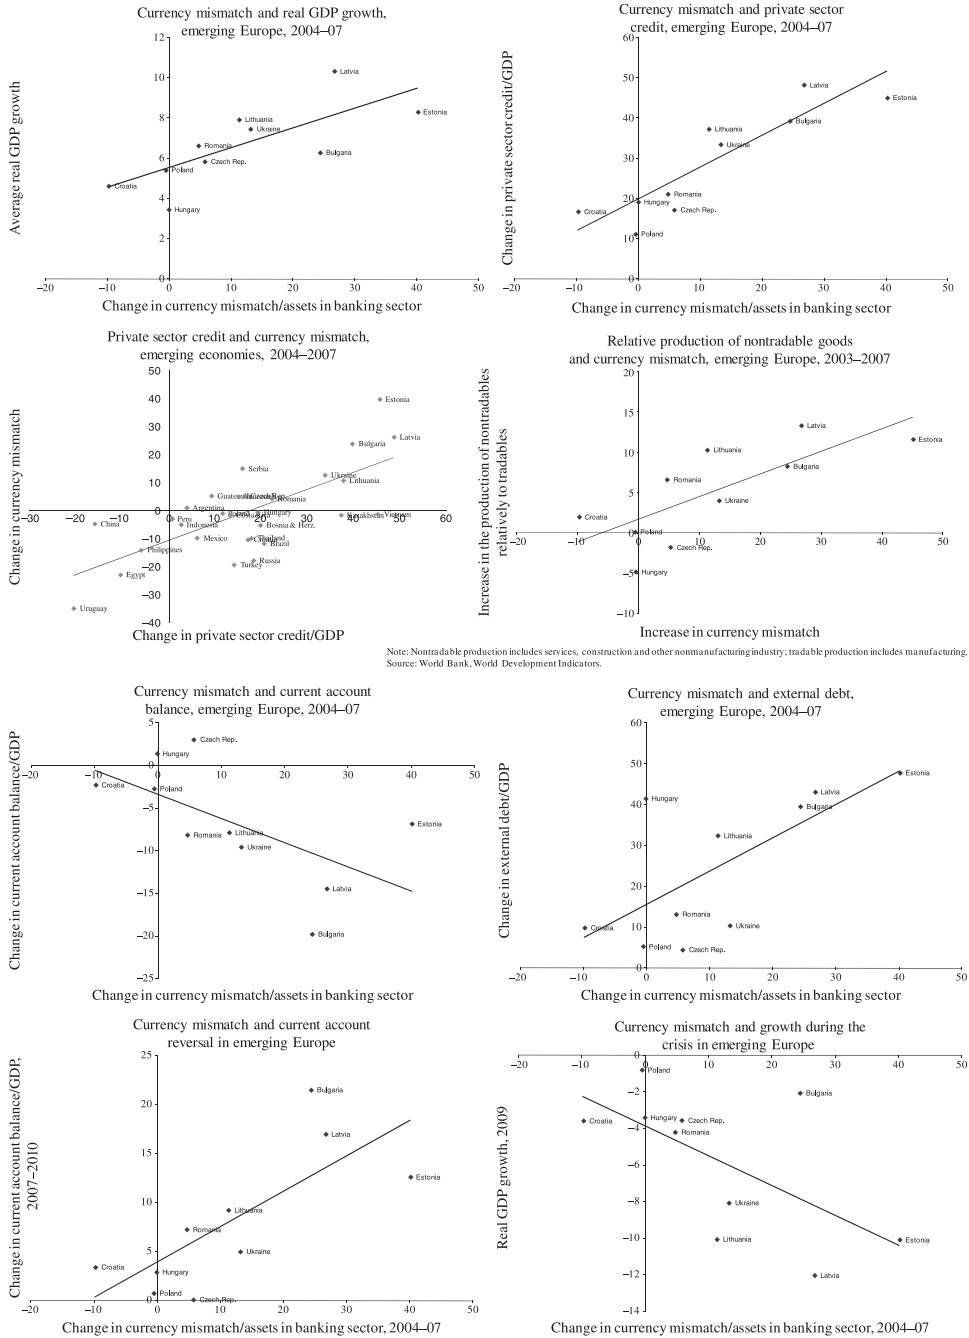 Currency mismatch and real GDP growth,
emerging Europe, 2004–07
Average real GDP growth
12
10
8
6
4
2
0
Latvia
Estonia
Lithuania
Ukraine
Romania
Bulgaria
Czech Rep.
Poland
Croatia
Hungary
–20 –10 0 10 20 30 40 50
Change in currency mismatch/assets in banking sector
Currency mismatch and private sector
credit, emerging Europe, 2004–07
Change in private sector credit/GDP
60
50
40
30
20
10
0
Latvia
Estonia
Bulgaria
Lithuania
Ukraine
Romania
Hungary
Czech Rep.
Croatia
Poland
–20 –10 0 10 20 30 40 50
Change in currency mismatch/assets in banking sector
Private sector credit and currency mismatch,
emerging economies, 2004–2007
Change in currency mismatch
50
40
30
20
10
0
–10
–20
–30
–40
Estonia
Latvia
Bulgaria
Serbia
Ukraine
Lithuania
Czech Rep.
Romania
Argentina
Poland
Hungary
Kazakhstan
Vietnam
China
Peru
Indonesia
Bosnia & Herz.
Mexico
Thailand
Brazil
Philippines
Russia
Turkey
Egypt
Uruguay
–30 –20 –10 0 10 20 30 40 50 60
Change in private sector credit/GDP
Relative production of nontradable goods
and currency mismatch, emerging Europe, 2003–2007
Increase in the production of nontradables
relatively to tradables
20
15
10
5
0
–5
–10
Latvia
Estonia
Lithuania
Bulgaria
Romania
Ukraine
Croatia
Poland
Czech Rep.
Hungary
–20 –10 0 10 20 30 40 50
Increase in currency mismatch
Note: Nontradable production includes services, construction and other nonmanufacturing industry; tradable production includes manufacturing.
Source: World Bank, World Development Indicators.
Currency mismatch and current account
balance, emerging Europe, 2004–07
Change in current account balance/GDP
5
0
–5
–10
–15
–20
–25
Czech Rep.
Hungary
Croatia
Poland
Estonia
Romania
Lithuania
Ukraine
Latvia
Bulgaria
–20 –10 0 10 20 30 40 50
Change in currency mismatch/assets in banking sector
Currency mismatch and external debt,
emerging Europe, 2004–07
Change in external debt/GDP
60
50
40
30
20
10
0
Estonia
Latvia
Hungary
Bulgaria
Lithuania
Romania
Ukraine
Croatia
Poland
Czech Rep.
–20 –10 0 10 20 30 40 50
Change in currency mismatch/assets in banking sector
Currency mismatch and current account
reversal in emerging Europe
Change in current account balance/GDP,
2007–2010
25
20
15
10
5
0
Bulgaria
Latvia
Estonia
Lithuania
Romania
Ukraine
Croatia
Hungary
Poland
Czech Rep.
–20 –10 0 10 20 30 40 50
Change in currency mismatch/assets in banking sector, 2004–07
Currency mismatch and growth during the
crisis in emerging Europe
Real GDP growth, 2009
–20 –10 0 10 20 30 40 50
0
–2
–4
–6
–8
–10
–12
–14
Poland
Bulgaria
Croatia
Hungary
Czech Rep.
Romania
Ukraine
Lithuania
Estonia
Latvia
Change in currency mismatch/assets in banking sector, 2004–07